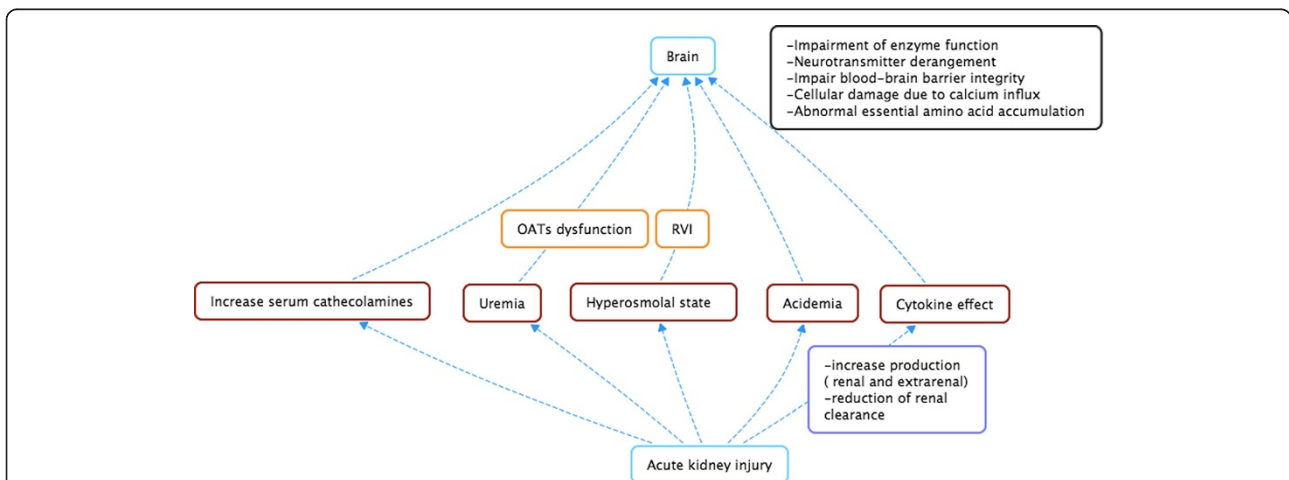 Brain
-Impairment of enzyme function
-Neurotransmitter derangement
-Impair blood-brain barrier integrity
-Cellular damage due to calcium influx
-Abnormal essential amino acid accumulation
OATs dysfunction
RVI
Increase serum cathecolamines
Uremia
Hyperosmolal state
Acidemia
Cytokine effect
-increase production
( renal and extrarenal)
-reduction of renal
clearance
Acute kidney injury